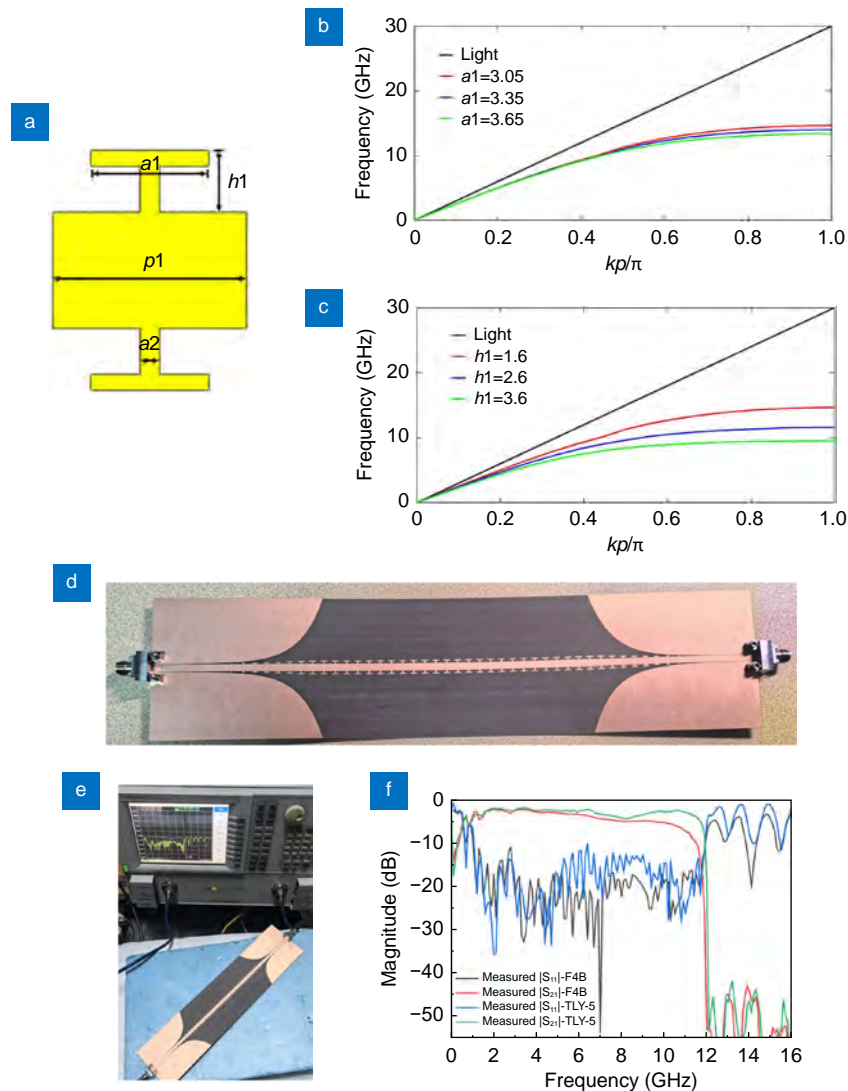 a
a1
h1
p1
a2
b
30
20
10
0
Frequency (GHz)
Light
a1=3.05
a1=3.35
a1=3.65
0 0.2 0.4 0.6 0.8 1.0
kp/π
c
30
20
10
0
Frequency (GHz)
Light
h1=1.6
h1=2.6
h1=3.6
0 0.2 0.4 0.6 0.8 1.0
kp/π
d
e
f
0
−10
−20
−30
−40
−50
Magnitude (dB)
Measured |S11|-F4B
Measured |S21|-F4B
Measured |S11|-TLY-5
Measured |S21|-TLY-5
0 2 4 6 8 10 12 14 16
Frequency (GHz)